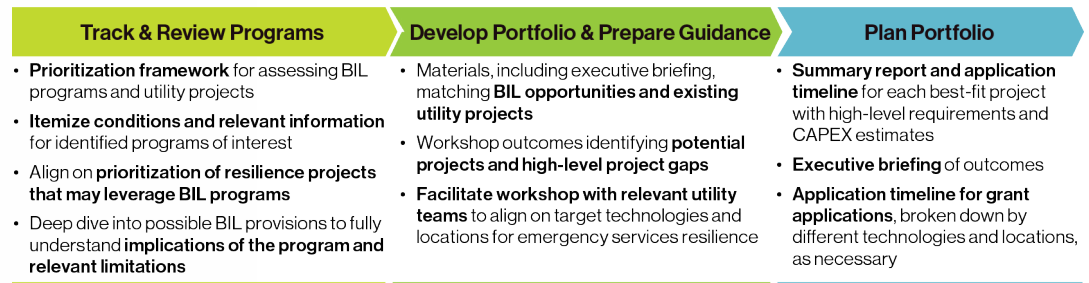 Track & Review Programs
• Prioritization framework for assessing BIL
programs and utility projects
• Itemize conditions and relevant information
for identified programs of interest
• Align on prioritization of resilience projects
that may leverage BIL programs
• Deep dive into possible BIL provisions to fully
understand implications of the program and
relevant limitations
Develop Portfolio & Prepare Guidance
• Materials, including executive briefing,
matching BIL opportunities and existing
utility projects
• Workshop outcomes identifying potential
projects and high-level project gaps
• Facilitate workshop with relevant utility
teams to align on target technologies and
locations for emergency services resilience
Plan Portfolio
• Summary report and application
timeline for each best-fit project
with high-level requirements and
CAPEX estimates
• Executive briefing of outcomes
• Application timeline for grant
applications, broken down by
different technologies and locations,
as necessary